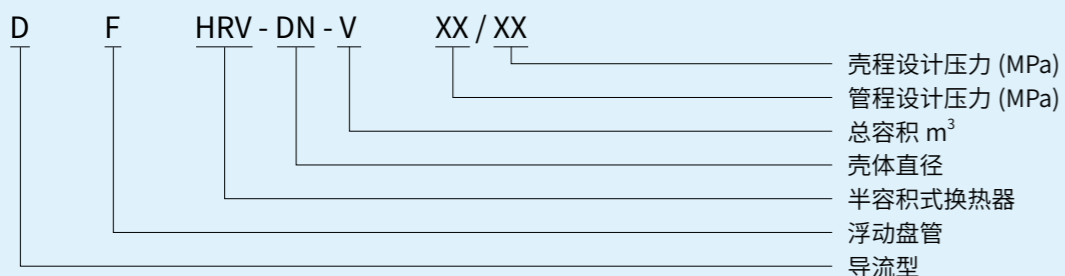 D F HRV - DN - V XX / XX
壳程设计压力 (MPa)
管程设计压力 (MPa)
总容积 m³
壳体直径
半容积式换热器
浮动盘管
导流型